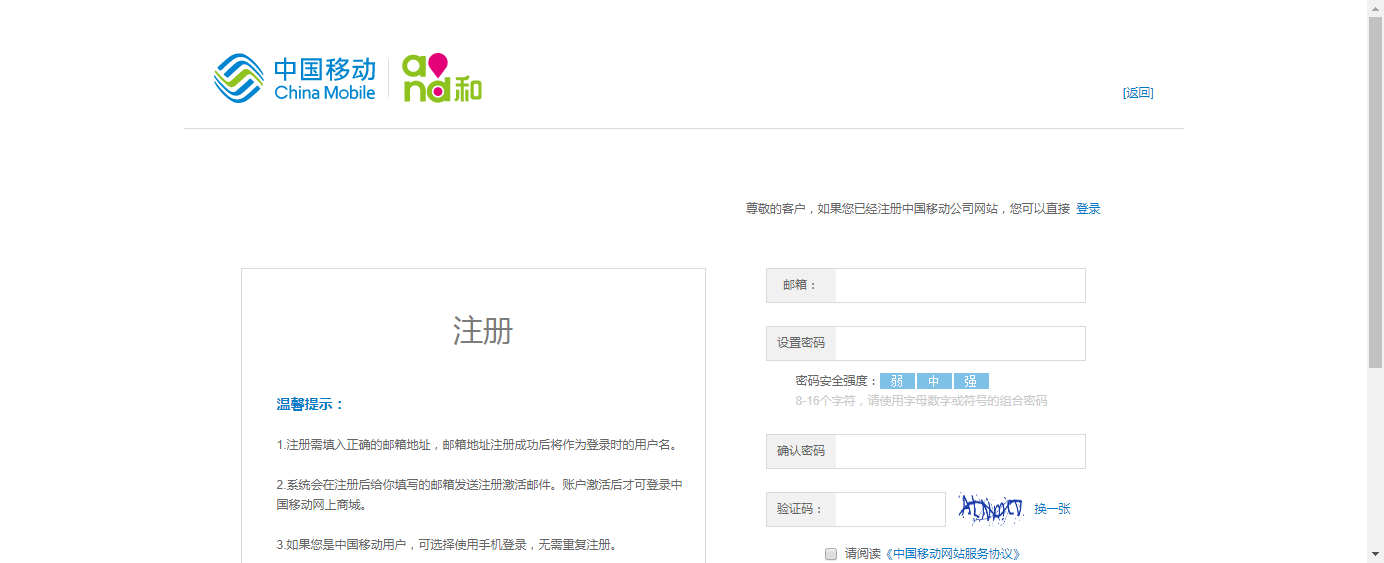 中国移动
China Mobile
and和
[返回]
尊敬的客户，如果您已经注册中国移动公司网站，您可以直接 登录
注册
温馨提示：
1.注册需填入正确的邮箱地址，邮箱地址注册成功后将作为登录时的用户名。
2.系统会在注册后给你填写的邮箱发送注册激活邮件。账户激活后才可登录中
国移动网上商城。
3.如果您是中国移动用户，可选择使用手机登录，无需重复注册。
邮箱：
设置密码
密码安全强度： 弱 中 强
8-16个字符，请使用字母数字或符号的组合密码
确认密码
验证码：
换一张
请阅读《中国移动网站服务协议》